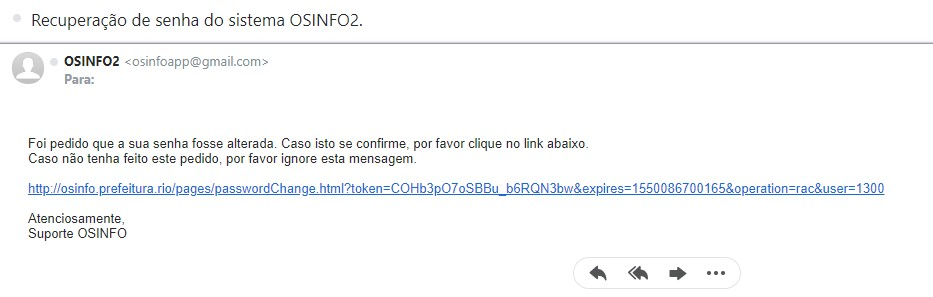 Recuperação de senha do sistema OSINFO2.
OSINFO2 <osinfoapp@gmail.com>
Para:
Foi pedido que a sua senha fosse alterada. Caso isto se confirme, por favor clique no link abaixo.
Caso não tenha feito este pedido, por favor ignore esta mensagem.
http://osinfo.prefeitura.rio/pages/passwordChange.html?token=COHb3pO7oSBBu_b6RQN3bw&expires=1550086700165&operation=rac&user=1300
Atenciosamente,
Suporte OSINFO